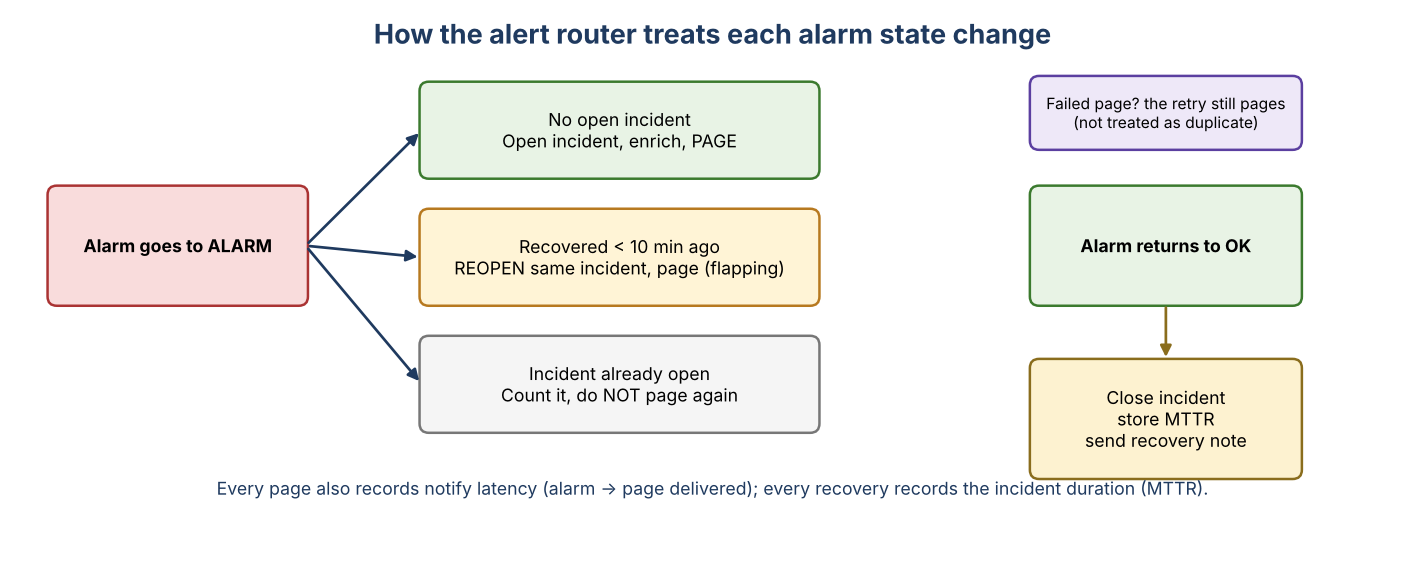 How the alert router treats each alarm state change
No open incident
Open incident, enrich, PAGE
Failed page? the retry still pages
(not treated as duplicate)
Alarm goes to ALARM
Recovered < 10 min ago
REOPEN same incident, page (flapping)
Alarm returns to OK
Incident already open
Count it, do NOT page again
Close incident
store MTTR
send recovery note
Every page also records notify latency (alarm → page delivered); every recovery records the incident duration (MTTR).